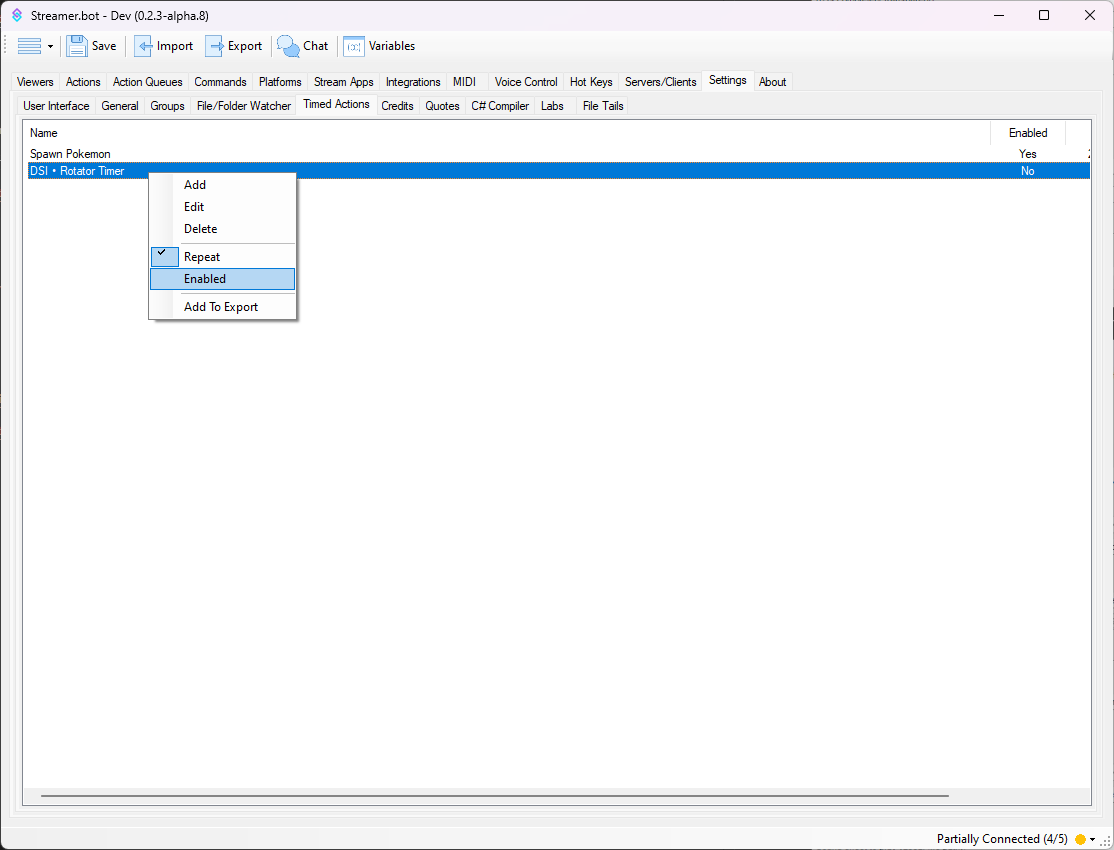 Streamer.bot - Dev (0.2.3-alpha.8)
Save Import Export Chat (x) Variables
Viewers Actions Action Queues Commands Platforms Stream Apps Integrations MIDI Voice Control Hot Keys Servers/Clients Settings About
User Interface General Groups File/Folder Watcher Timed Actions Credits Quotes C# Compiler Labs File Tails
Name Enabled
Spawn Pokemon Yes
DSI • Rotator Timer No
Add
Edit
Delete
Repeat
Enabled
Add To Export
Partially Connected (4/5)